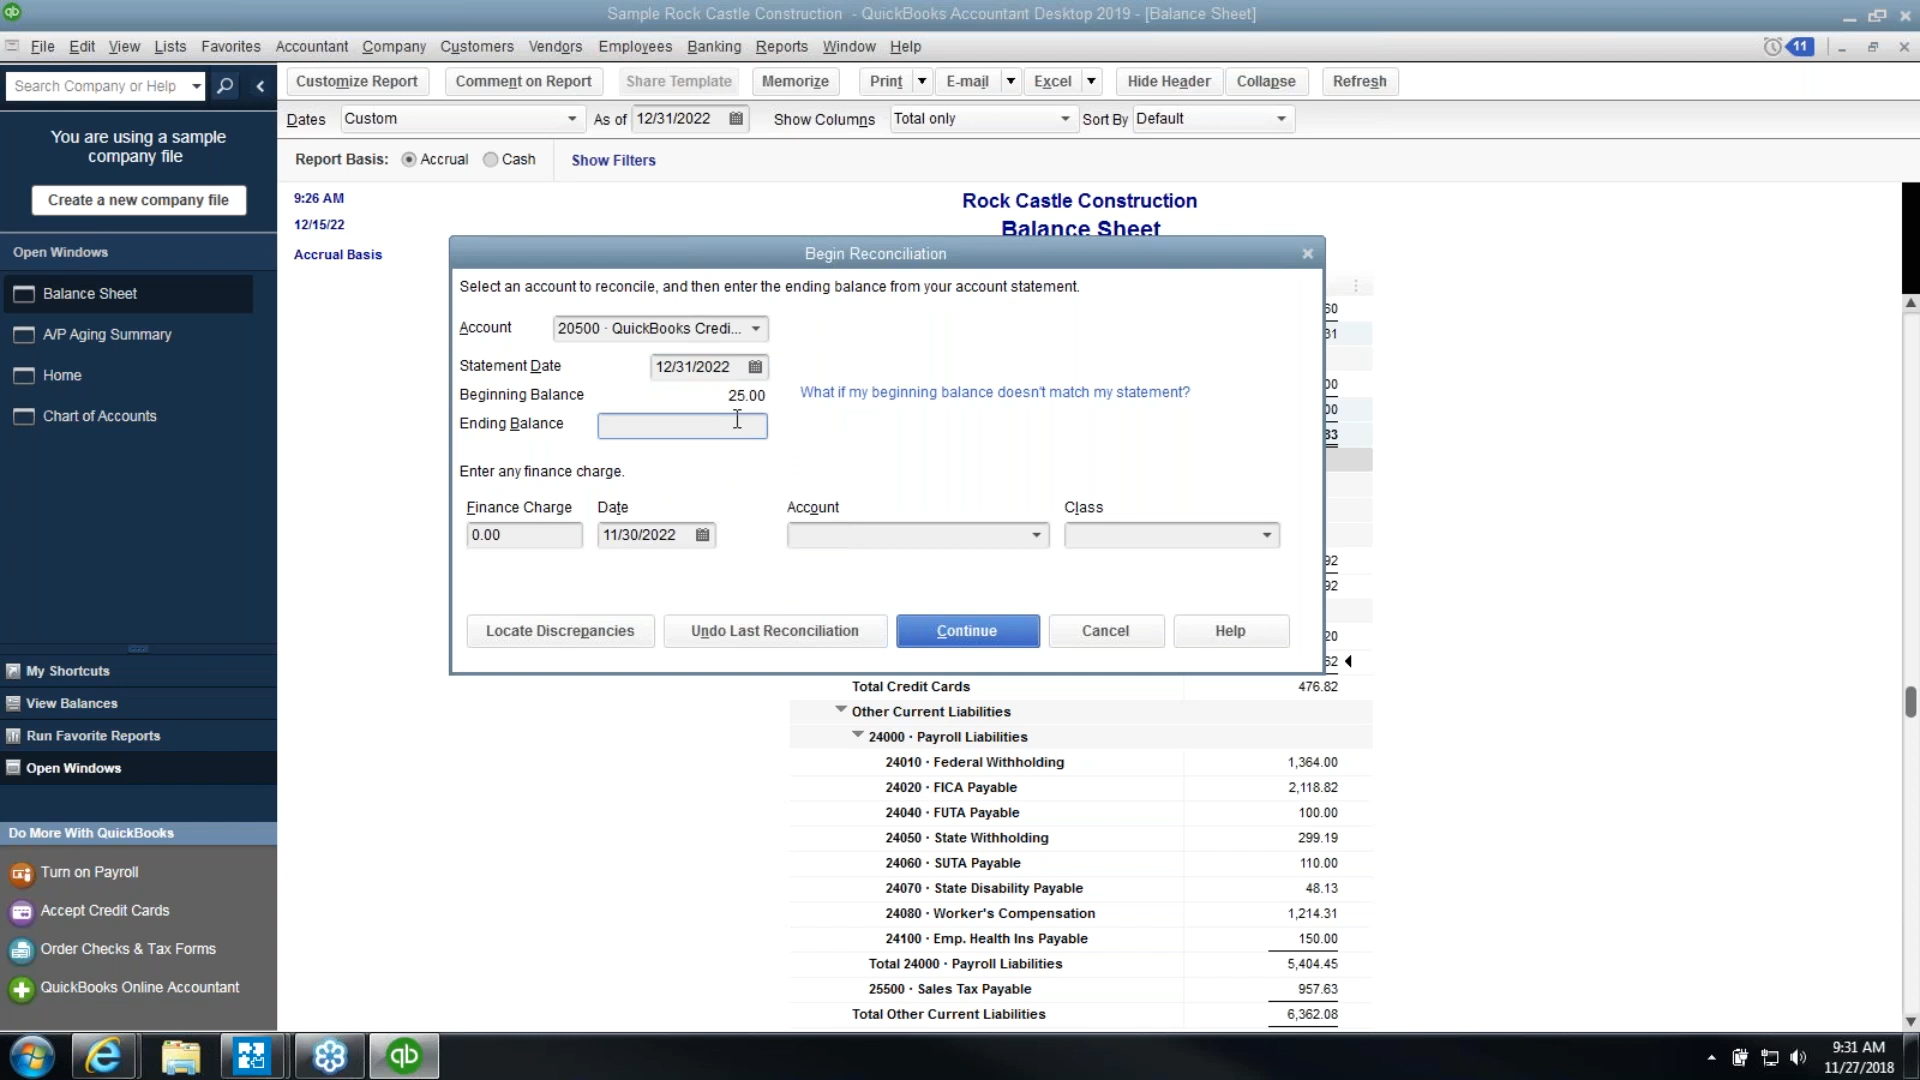 Sample Rock Castle Construction - QuickBooks Accountant Desktop 2019 - [Balance Sheet]
File Edit View Lists Favorites Accountant Company Customers Vendors Employees Banking Reports Window Help
11
Search Company or Help
Customize Report Comment on Report Share Template Memorize Print E-mail Excel Hide Header Collapse Refresh
Dates Custom As of 12/31/2022 Show Columns Total only Sort By Default
You are using a sample
company file
Report Basis: Accrual Cash Show Filters
Create a new company file
9:26 AM
12/15/22
Accrual Basis
Rock Castle Construction
Balance Sheet
Open Windows
Balance Sheet
A/P Aging Summary
Home
Chart of Accounts
Begin Reconciliation
Select an account to reconcile, and then enter the ending balance from your account statement.
Account 20500 · QuickBooks Credi...
Statement Date 12/31/2022
Beginning Balance 25.00 What if my beginning balance doesn't match my statement?
Ending Balance
Enter any finance charge.
Finance Charge Date Account Class
0.00 11/30/2022
Locate Discrepancies Undo Last Reconciliation Continue Cancel Help
60
31
00
00
33
92
92
20
62
Total Credit Cards 476.82
Other Current Liabilities
24000 · Payroll Liabilities
24010 · Federal Withholding 1,364.00
24020 · FICA Payable 2,118.82
24040 · FUTA Payable 100.00
24050 · State Withholding 299.19
24060 · SUTA Payable 110.00
24070 · State Disability Payable 48.13
24080 · Worker's Compensation 1,214.31
24100 · Emp. Health Ins Payable 150.00
Total 24000 · Payroll Liabilities 5,404.45
25500 · Sales Tax Payable 957.63
Total Other Current Liabilities 6,362.08
My Shortcuts
View Balances
Run Favorite Reports
Open Windows
Do More With QuickBooks
Turn on Payroll
Accept Credit Cards
Order Checks & Tax Forms
QuickBooks Online Accountant
qb
9:31 AM
11/27/2018